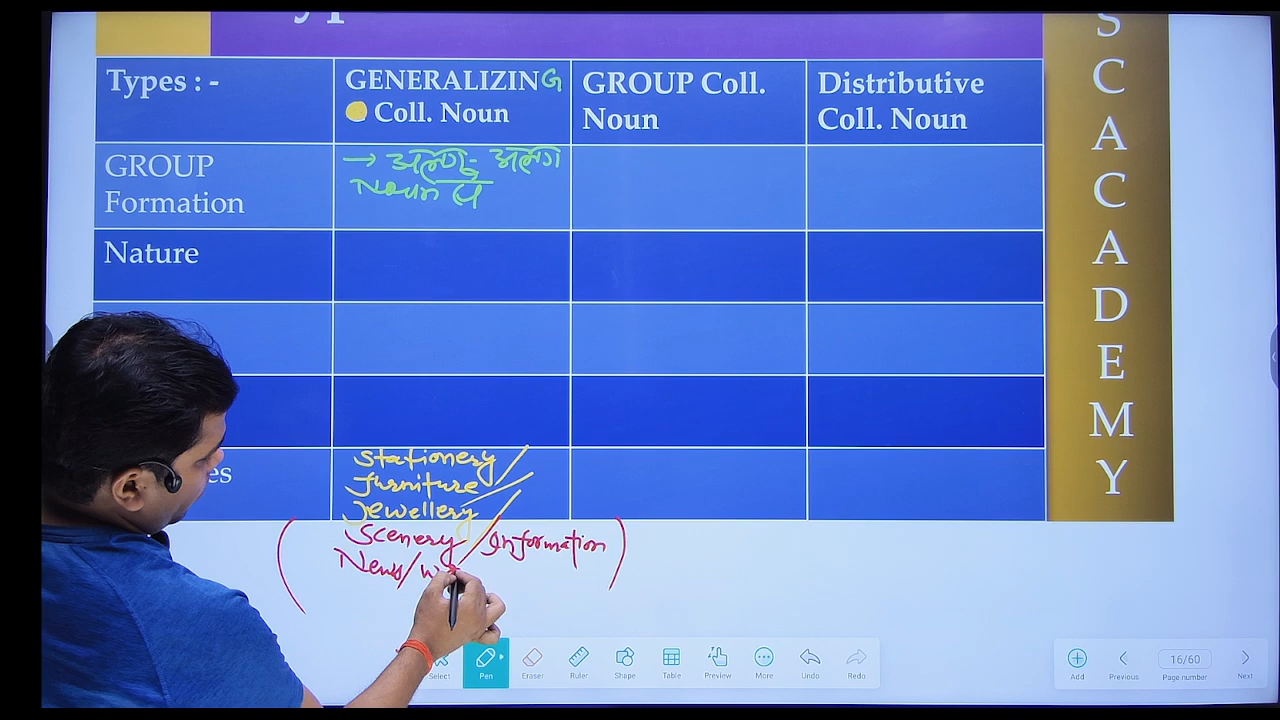 Types : -
GENERALIZING
Coll. Noun
GROUP Coll.
Noun
Distributive
Coll. Noun
GROUP
Formation
→ अलग-अलग
Noun से
Nature
es
Stationery /
furniture /
Jewellery /
Scenery / Information
News /
S
C
A
C
A
D
E
M
Y
Select
Pen
Eraser
Ruler
Shape
Table
Preview
More
Undo
Redo
Add
Previous
16/60
Page number
Next